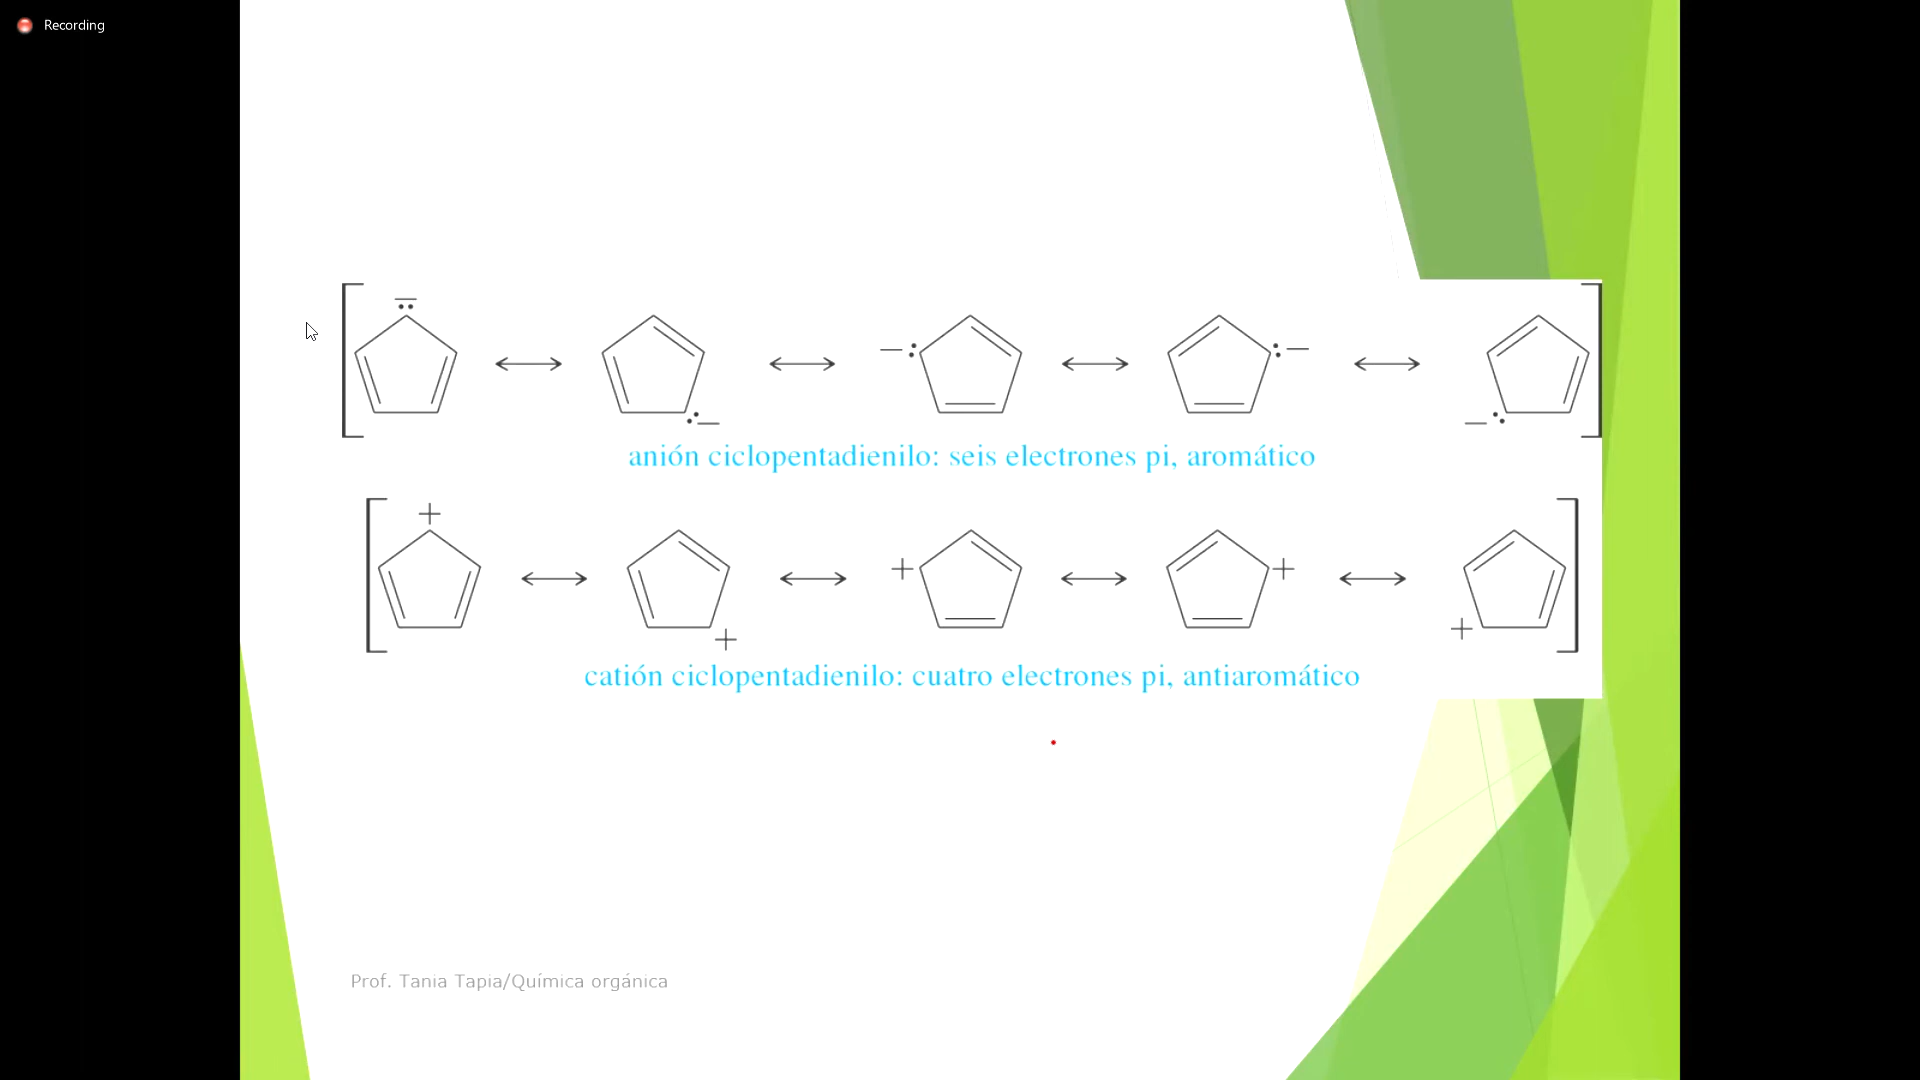 Recording
anión ciclopentadienilo: seis electrones pi, aromático
catión ciclopentadienilo: cuatro electrones pi, antiaromático
Prof. Tania Tapia/Química orgánica